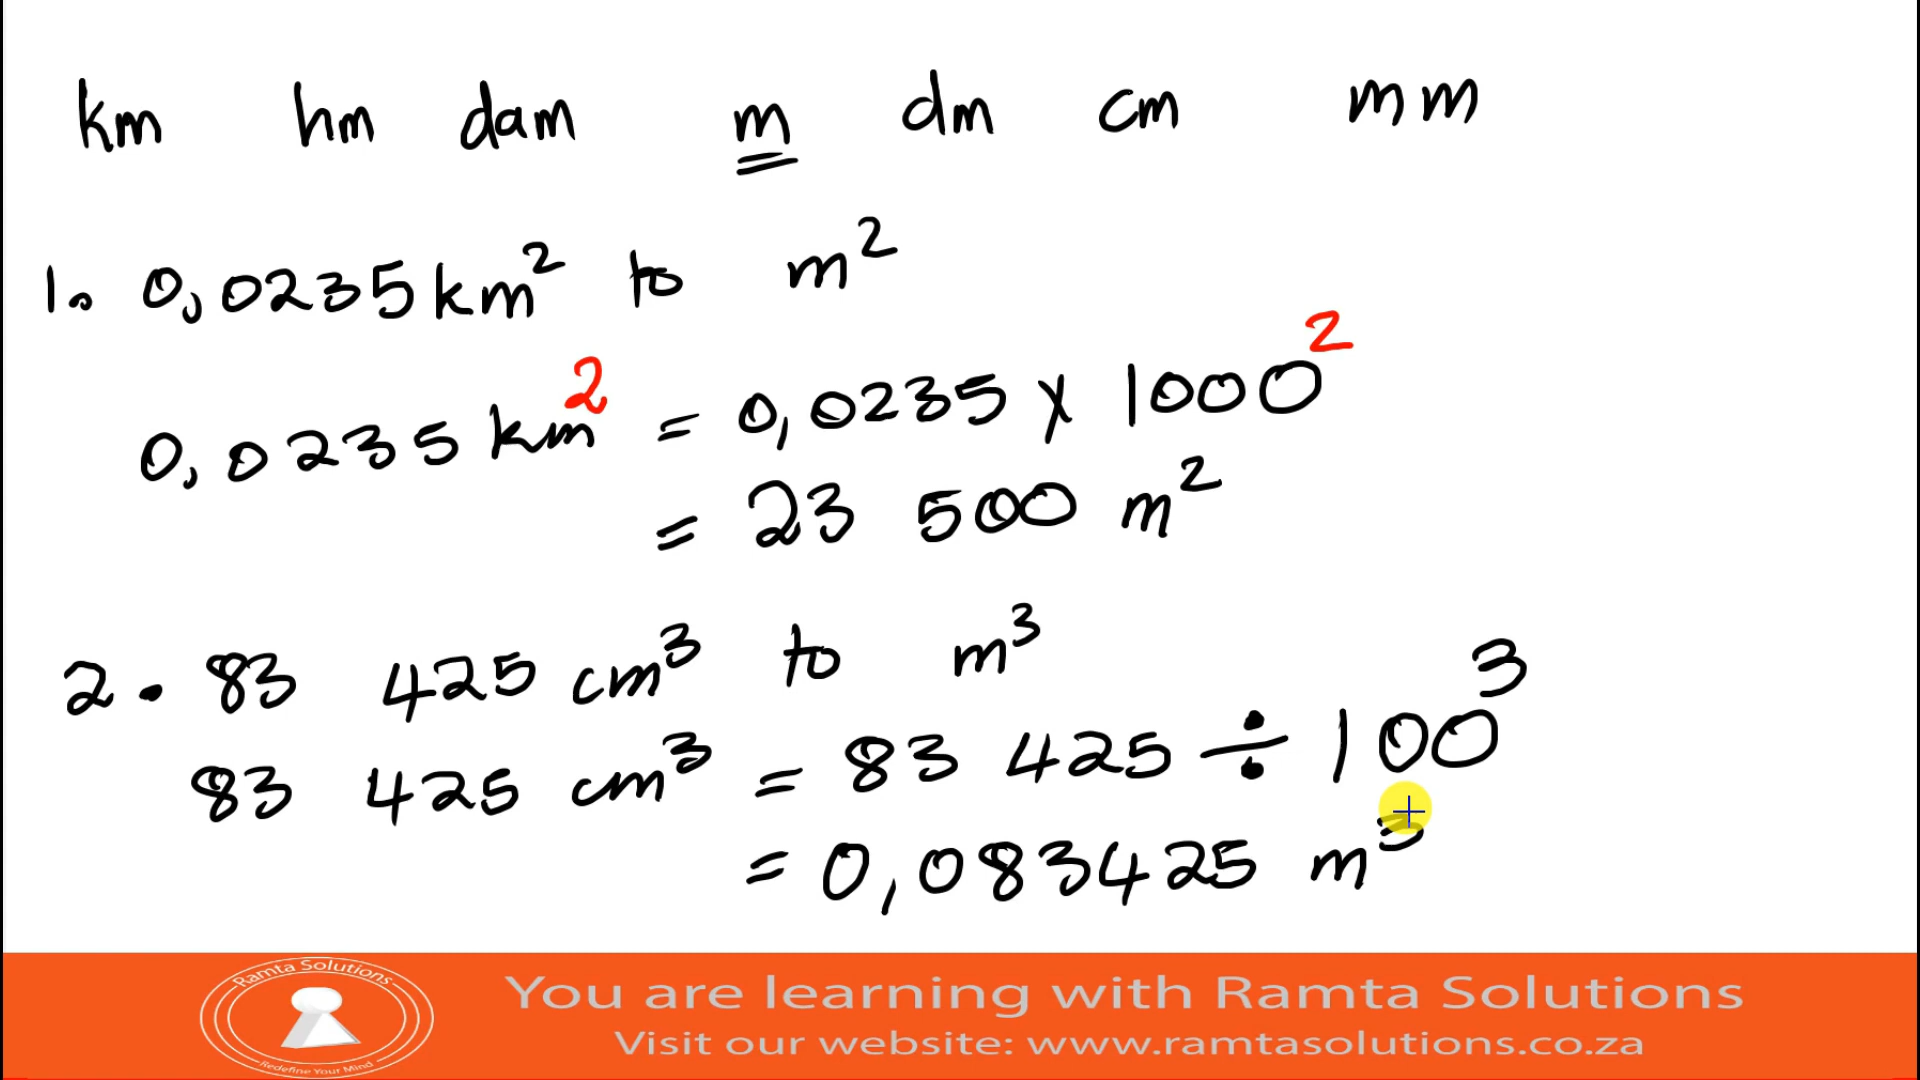 km hm dam m dm cm mm
1. 0,0235 km² to m²
0,0235 km² = 0,0235 x 1000²
= 23 500 m²
2. 83 425 cm³ to m³
83 425 cm³ = 83 425 ÷ 100³
= 0,083425 m³
Ramta Solutions
Redefine Your Mind
You are learning with Ramta Solutions
Visit our website: www.ramtasolutions.co.za